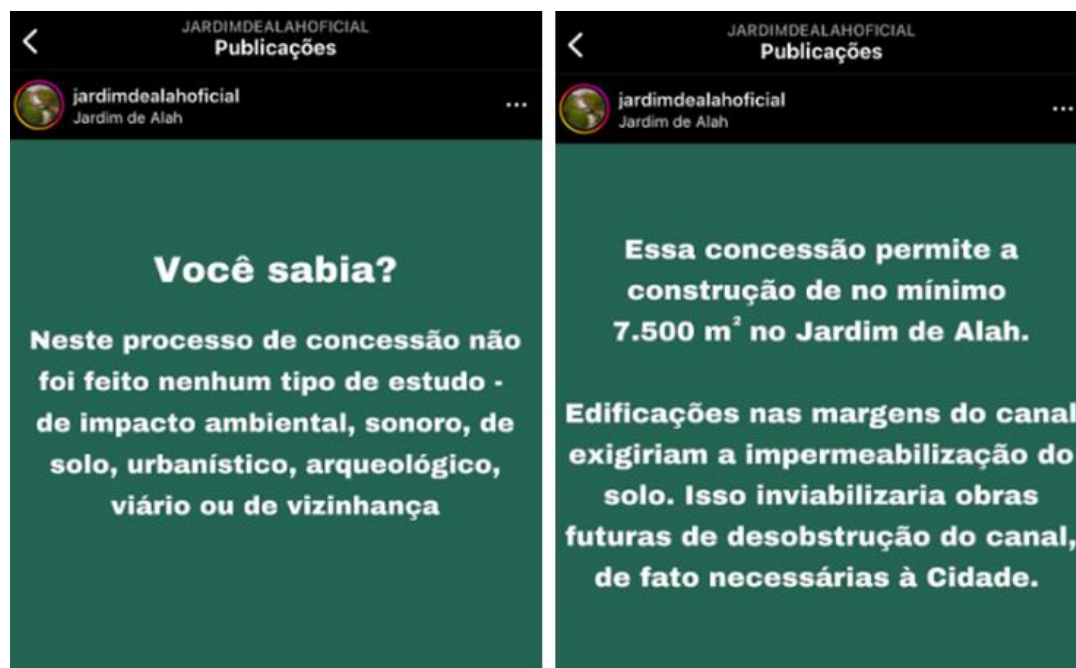 JARDIMDEALAHOFICIAL
Publicações
jardimdealahoficial
Jardim de Alah
Você sabia?
Neste processo de concessão não
foi feito nenhum tipo de estudo -
de impacto ambiental, sonoro, de
solo, urbanístico, arqueológico,
viário ou de vizinhança
JARDIMDEALAHOFICIAL
Publicações
jardimdealahoficial
Jardim de Alah
Essa concessão permite a
construção de no mínimo
7.500 m² no Jardim de Alah.
Edificações nas margens do canal
exigiriam a impermeabilização do
solo. Isso inviabilizaria obras
futuras de desobstrução do canal,
de fato necessárias à Cidade.